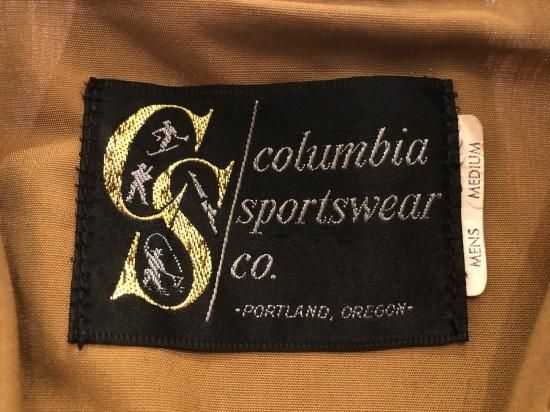 CS
columbia
sportswear
co.
-PORTLAND, OREGON-
MENS MEDIUM